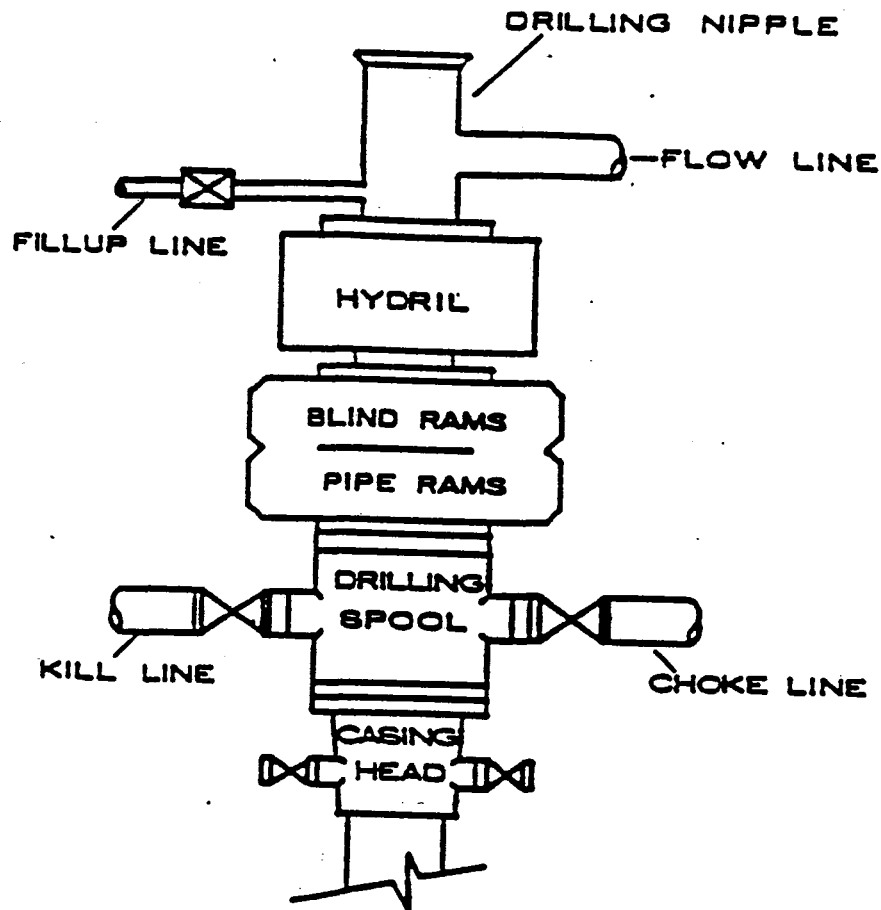 DRILLING NIPPLE
FLOW LINE
FILLUP LINE
HYDRIL
BLIND RAMS
PIPE RAMS
DRILLING
SPOOL
KILL LINE
CHOKE LINE
CASING
HEAD